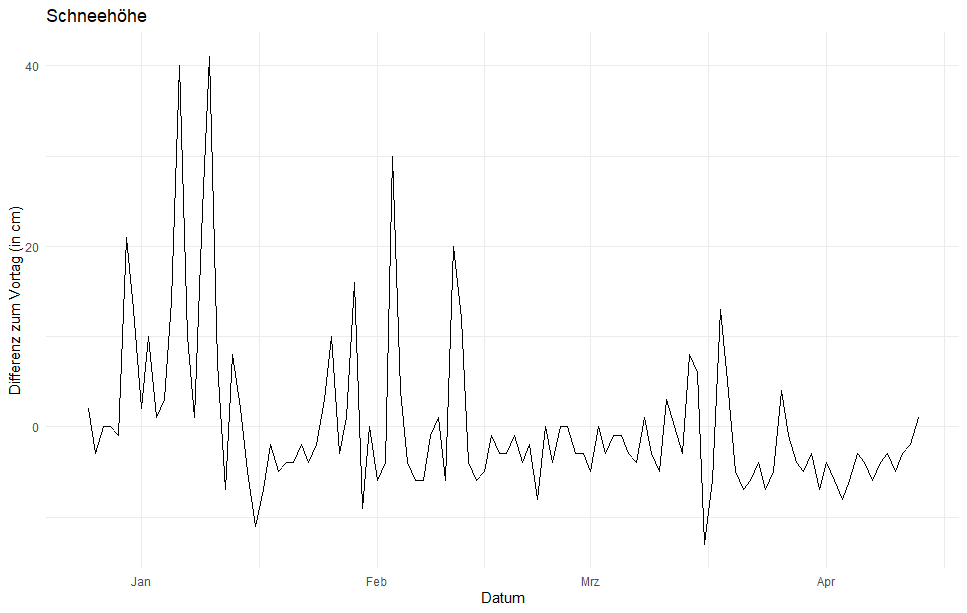 Schneehöhe
Differenz zum Vortag (in cm)
40
20
0
Jan
Feb
Mrz
Apr
Datum